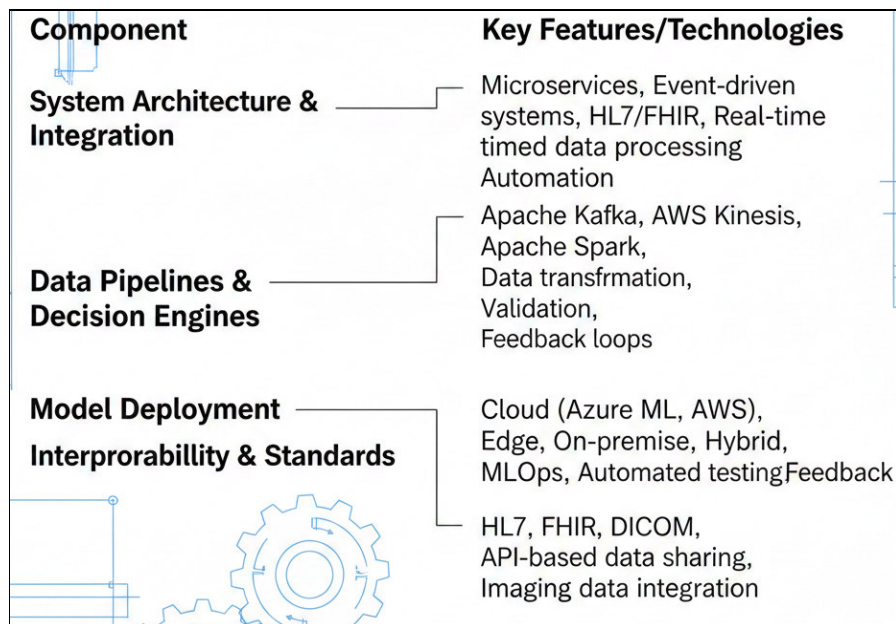 Component
Key Features/Technologies
System Architecture &
Integration
Microservices, Event-driven
systems, HL7/FHIR, Real-time
timed data processing
Automation
Data Pipelines &
Decision Engines
Apache Kafka, AWS Kinesis,
Apache Spark,
Data transfrmation,
Validation,
Feedback loops
Model Deployment
Interprorabillity & Standards
Cloud (Azure ML, AWS),
Edge, On-premise, Hybrid,
MLOps, Automated testing,Feedback
HL7, FHIR, DICOM,
API-based data sharing,
Imaging data integration